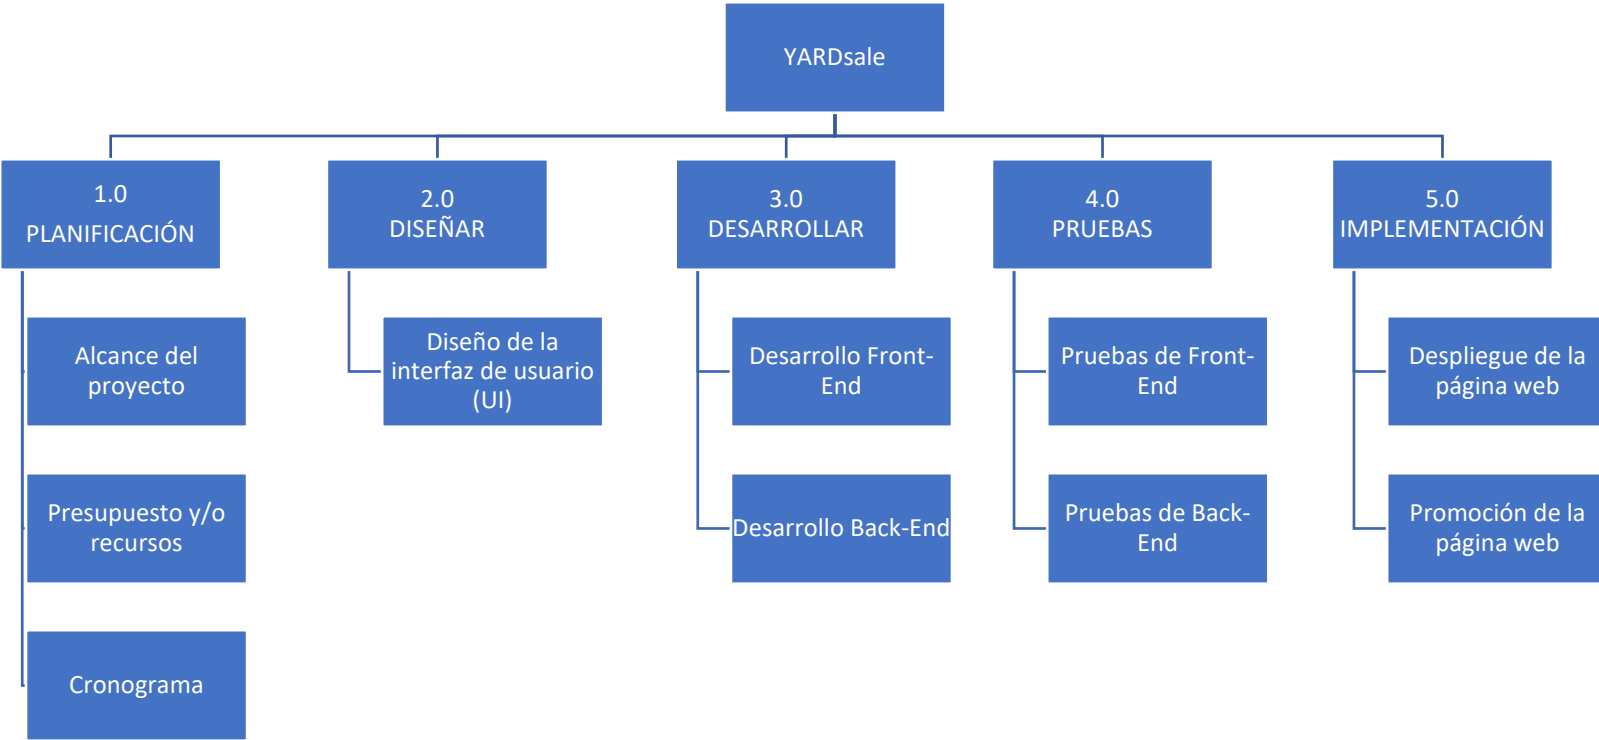 YARDsale
1.0
PLANIFICACIÓN
2.0
DISEÑAR
3.0
DESARROLLAR
4.0
PRUEBAS
5.0
IMPLEMENTACIÓN
Alcance del
proyecto
Presupuesto y/o
recursos
Cronograma
Diseño de la
interfaz de usuario
(UI)
Desarrollo Front-
End
Desarrollo Back-End
Pruebas de Front-
End
Pruebas de Back-
End
Despliegue de la
página web
Promoción de la
página web